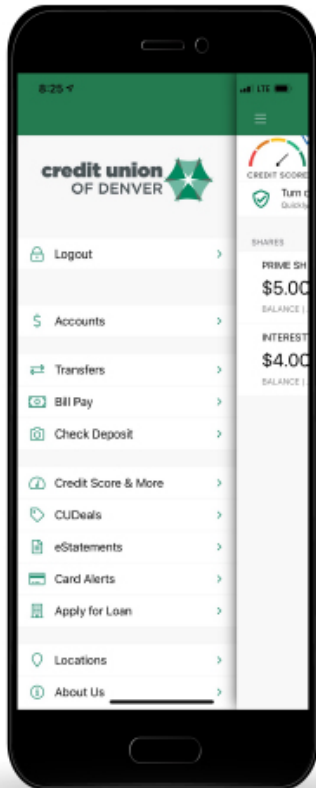 8:25
LTE
credit union
OF DENVER
CREDIT SCORE
Turn
Quickly
Logout
SHARES
PRIME SH
$5.00
BALANCE |
Accounts
INTEREST
$4.00
BALANCE |
Transfers
Bill Pay
Check Deposit
Credit Score & More
CUDeals
eStatements
Card Alerts
Apply for Loan
Locations
About Us